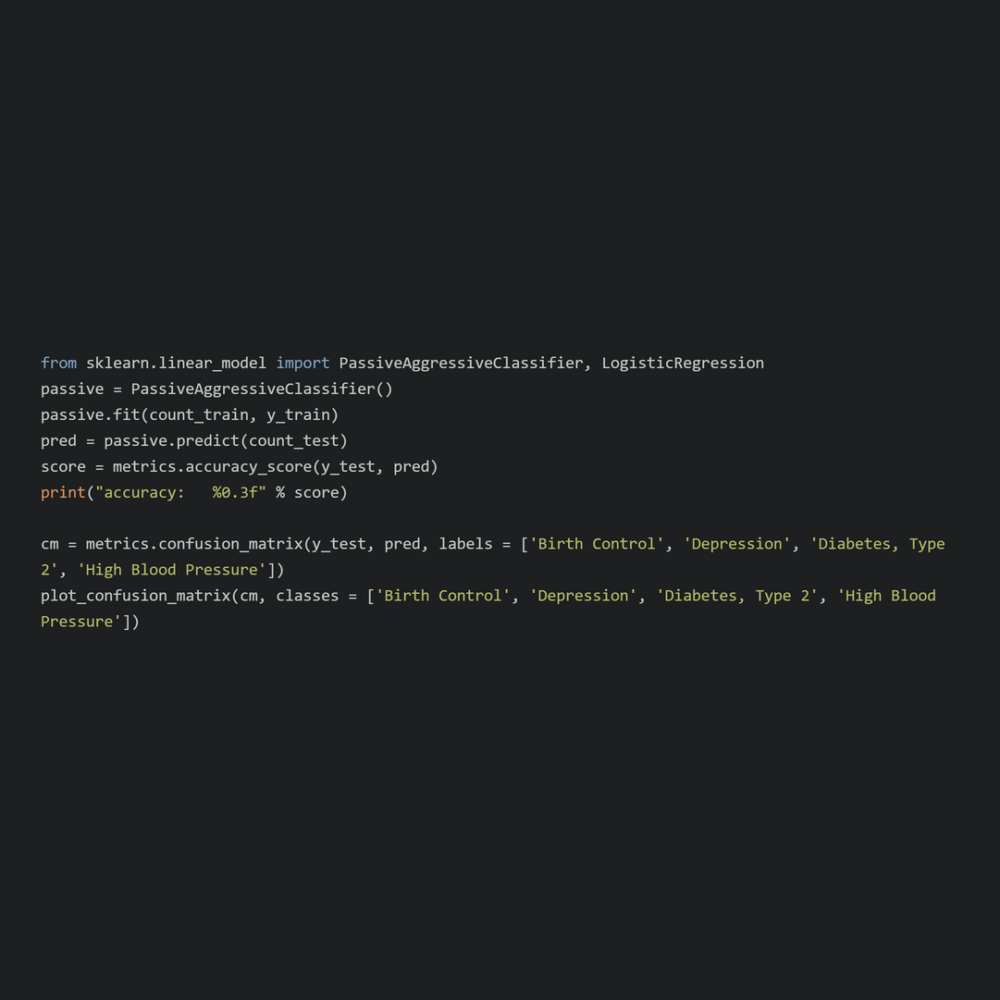 from sklearn.linear_model import PassiveAggressiveClassifier, LogisticRegression
passive = PassiveAggressiveClassifier()
passive.fit(count_train, y_train)
pred = passive.predict(count_test)
score = metrics.accuracy_score(y_test, pred)
print("accuracy:   %0.3f" % score)

cm = metrics.confusion_matrix(y_test, pred, labels = ['Birth Control', 'Depression', 'Diabetes, Type
2', 'High Blood Pressure'])
plot_confusion_matrix(cm, classes = ['Birth Control', 'Depression', 'Diabetes, Type 2', 'High Blood
Pressure'])